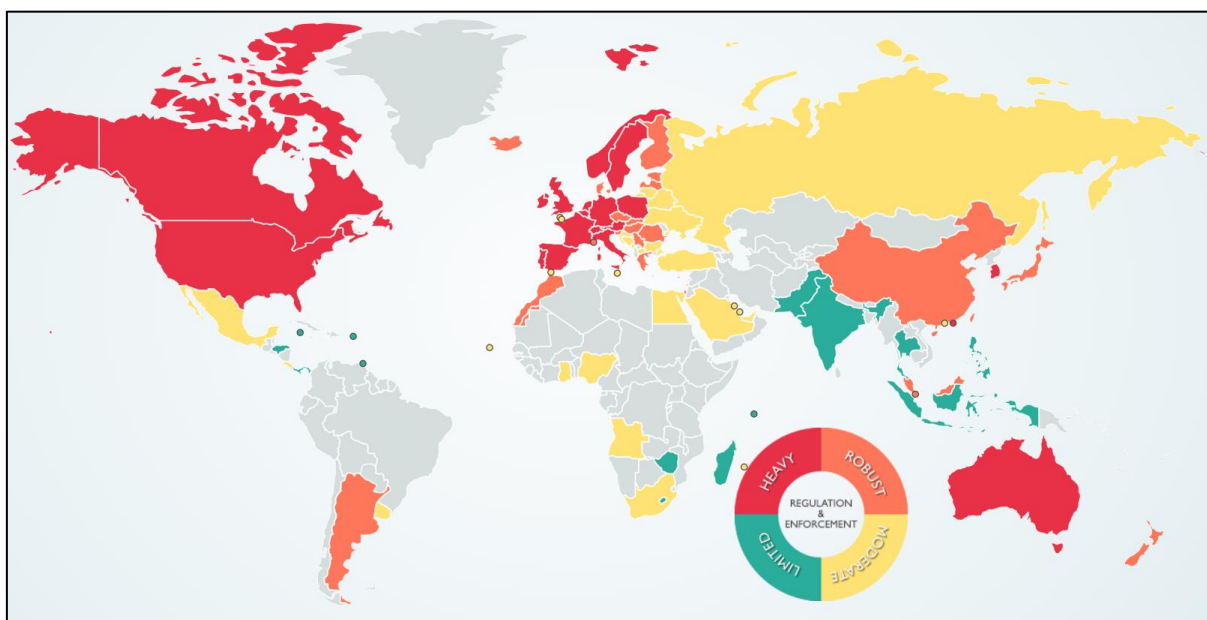 HEAVY
ROBUST
REGULATION
&
ENFORCEMENT
LIMITED
MODERATE